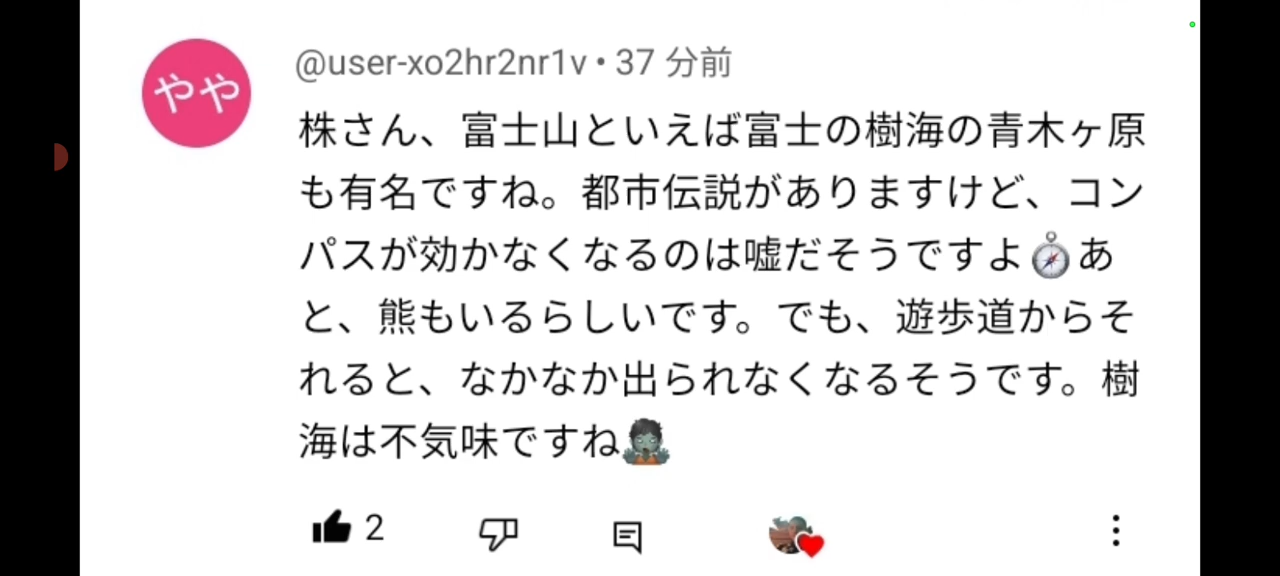 やや
@user-xo2hr2nr1v • 37 分前
株さん、富士山といえば富士の樹海の青木ヶ原
も有名ですね。都市伝説がありますけど、コン
パスが効かなくなるのは嘘だそうですよ🧭あ
と、熊もいるらしいです。でも、遊歩道からそ
れると、なかなか出られなくなるそうです。樹
海は不気味ですね🧟
2